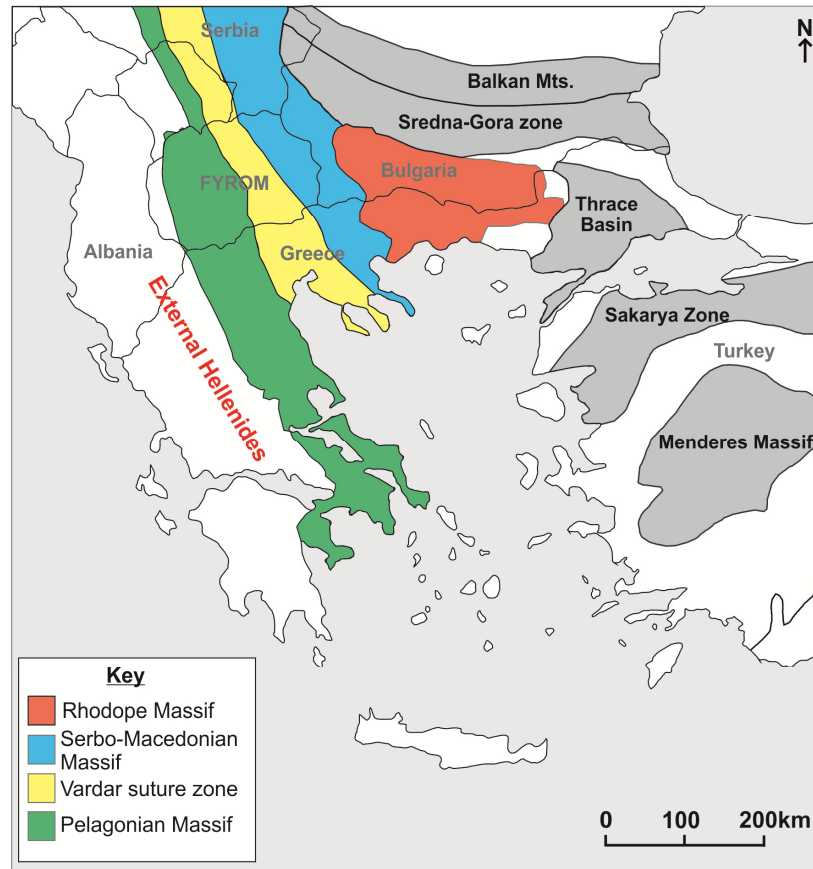 Serbia
N
Balkan Mts.
Sredna-Gora zone
Bulgaria
FYROM
Thrace
Basin
Albania
Greece
External Hellenides
Sakarya Zone
Turkey
Menderes Massif
Key
Rhodope Massif
Serbo-Macedonian
Massif
Vardar suture zone
Pelagonian Massif
0 100 200km